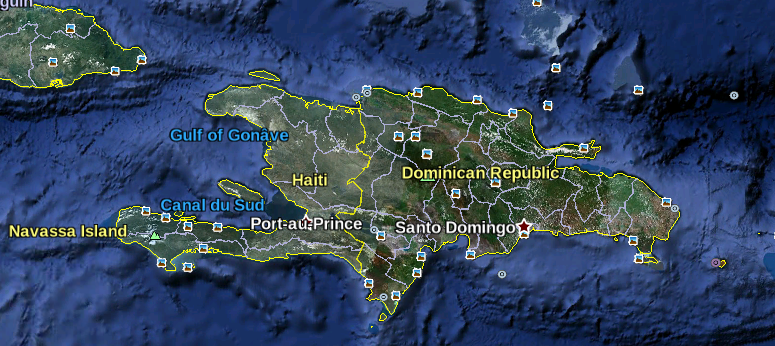 Gulf of Gonâve
Haiti
Dominican Republic
Canal du Sud
Navassa Island
Port-au-Prince
Santo Domingo